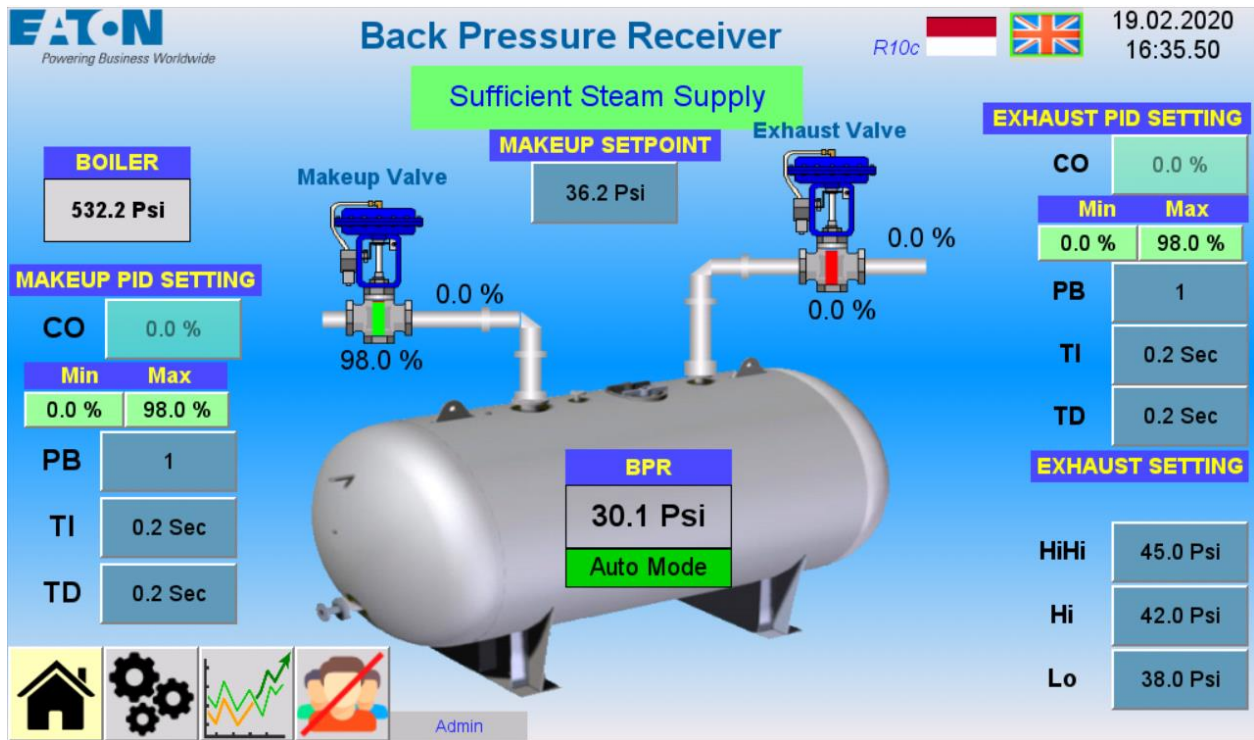 EATON
Powering Business Worldwide
Back Pressure Receiver
R10c
19.02.2020
16:35.50
Sufficient Steam Supply
MAKEUP SETPOINT
36.2 Psi
BOILER
532.2 Psi
Makeup Valve
0.0 %
98.0 %
Exhaust Valve
0.0 %
0.0 %
MAKEUP PID SETTING
CO 0.0 %
Min Max
0.0 % 98.0 %
PB 1
TI 0.2 Sec
TD 0.2 Sec
BPR
30.1 Psi
Auto Mode
EXHAUST PID SETTING
CO 0.0 %
Min Max
0.0 % 98.0 %
PB 1
TI 0.2 Sec
TD 0.2 Sec
EXHAUST SETTING
HiHi 45.0 Psi
Hi 42.0 Psi
Lo 38.0 Psi
Admin